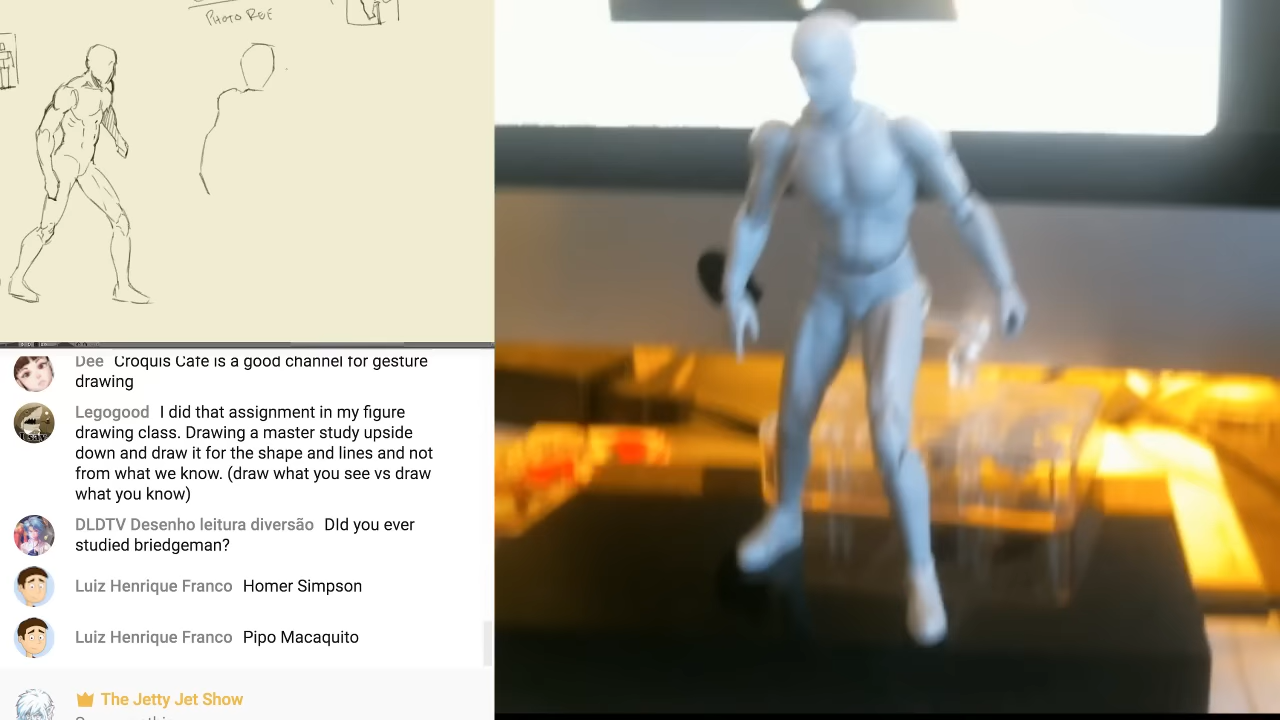 PHOTO REF
Dee Croquis Cafe is a good channel for gesture
drawing
Legogood I did that assignment in my figure
drawing class. Drawing a master study upside
down and draw it for the shape and lines and not
from what we know. (draw what you see vs draw
what you know)
DLDTV Desenho leitura diversão DId you ever
studied briedgeman?
Luiz Henrique Franco Homer Simpson
Luiz Henrique Franco Pipo Macaquito
The Jetty Jet Show